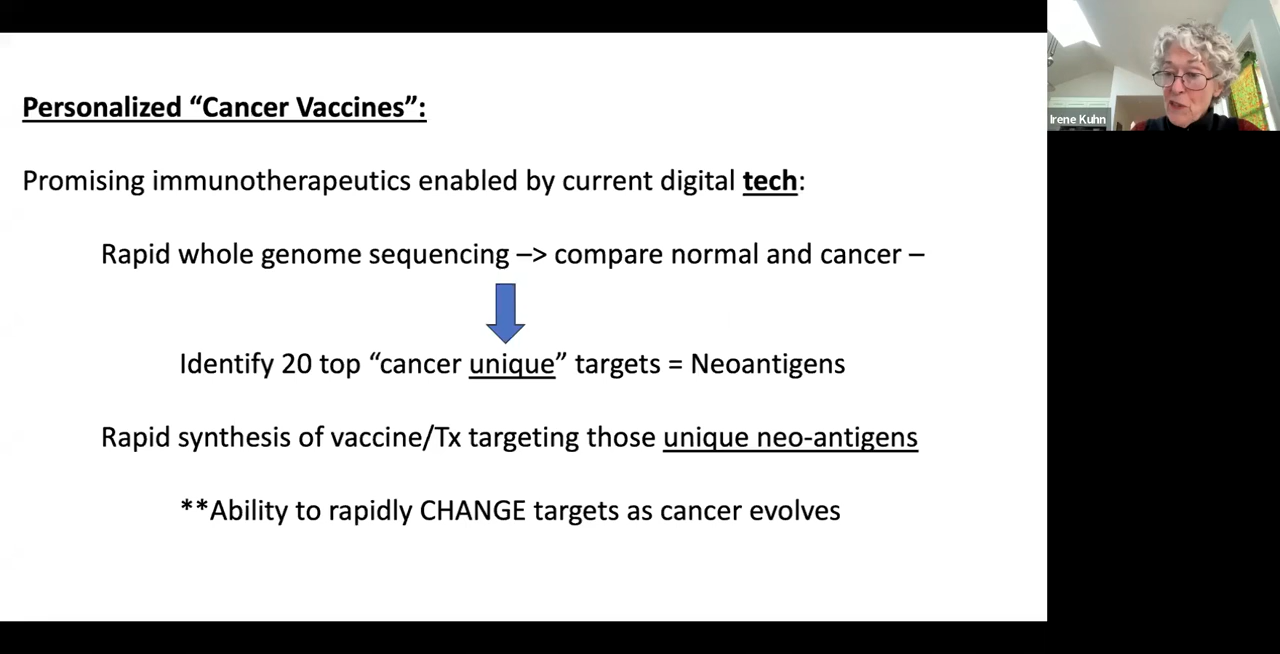 Personalized “Cancer Vaccines”:
Irene Kuhn
Promising immunotherapeutics enabled by current digital tech:
Rapid whole genome sequencing –> compare normal and cancer –
Identify 20 top “cancer unique” targets = Neoantigens
Rapid synthesis of vaccine/Tx targeting those unique neo-antigens
**Ability to rapidly CHANGE targets as cancer evolves